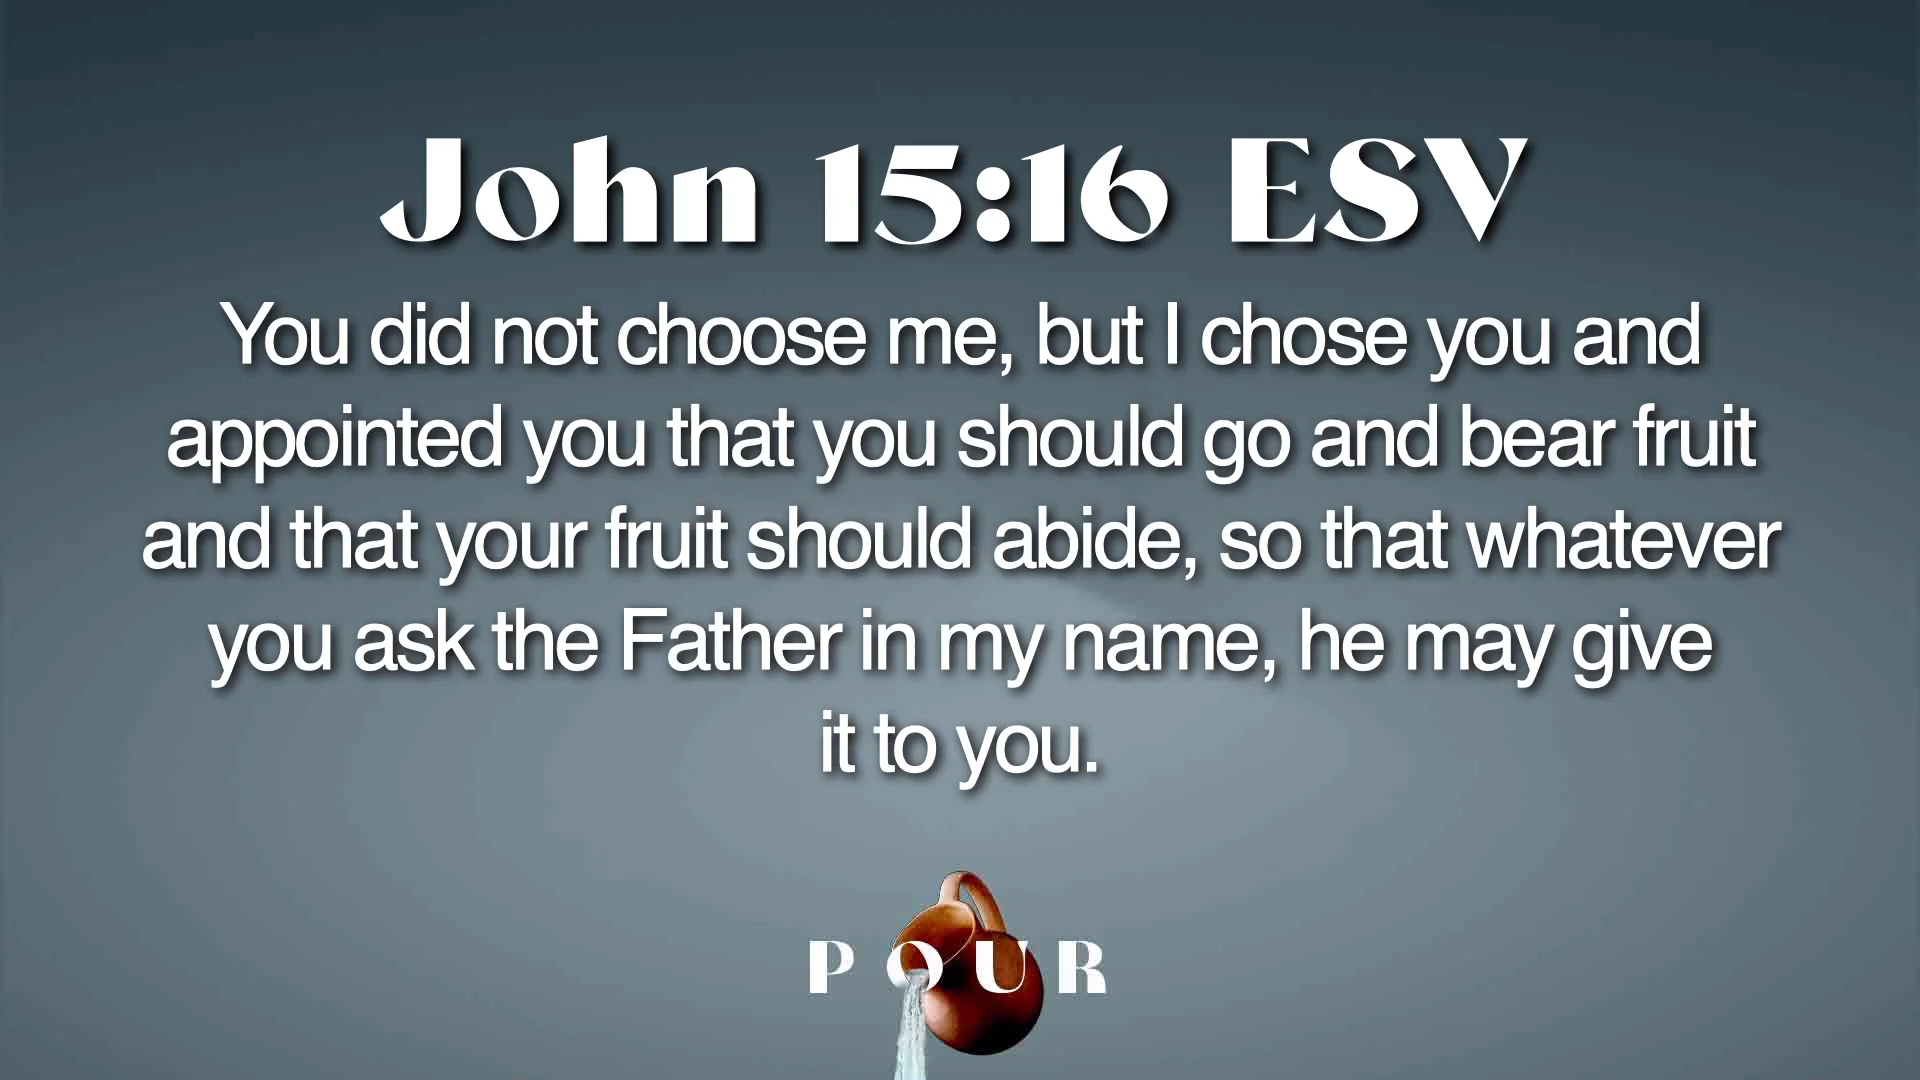 John 15:16 ESV
You did not choose me, but I chose you and
appointed you that you should go and bear fruit
and that your fruit should abide, so that whatever
you ask the Father in my name, he may give
it to you.
POUR